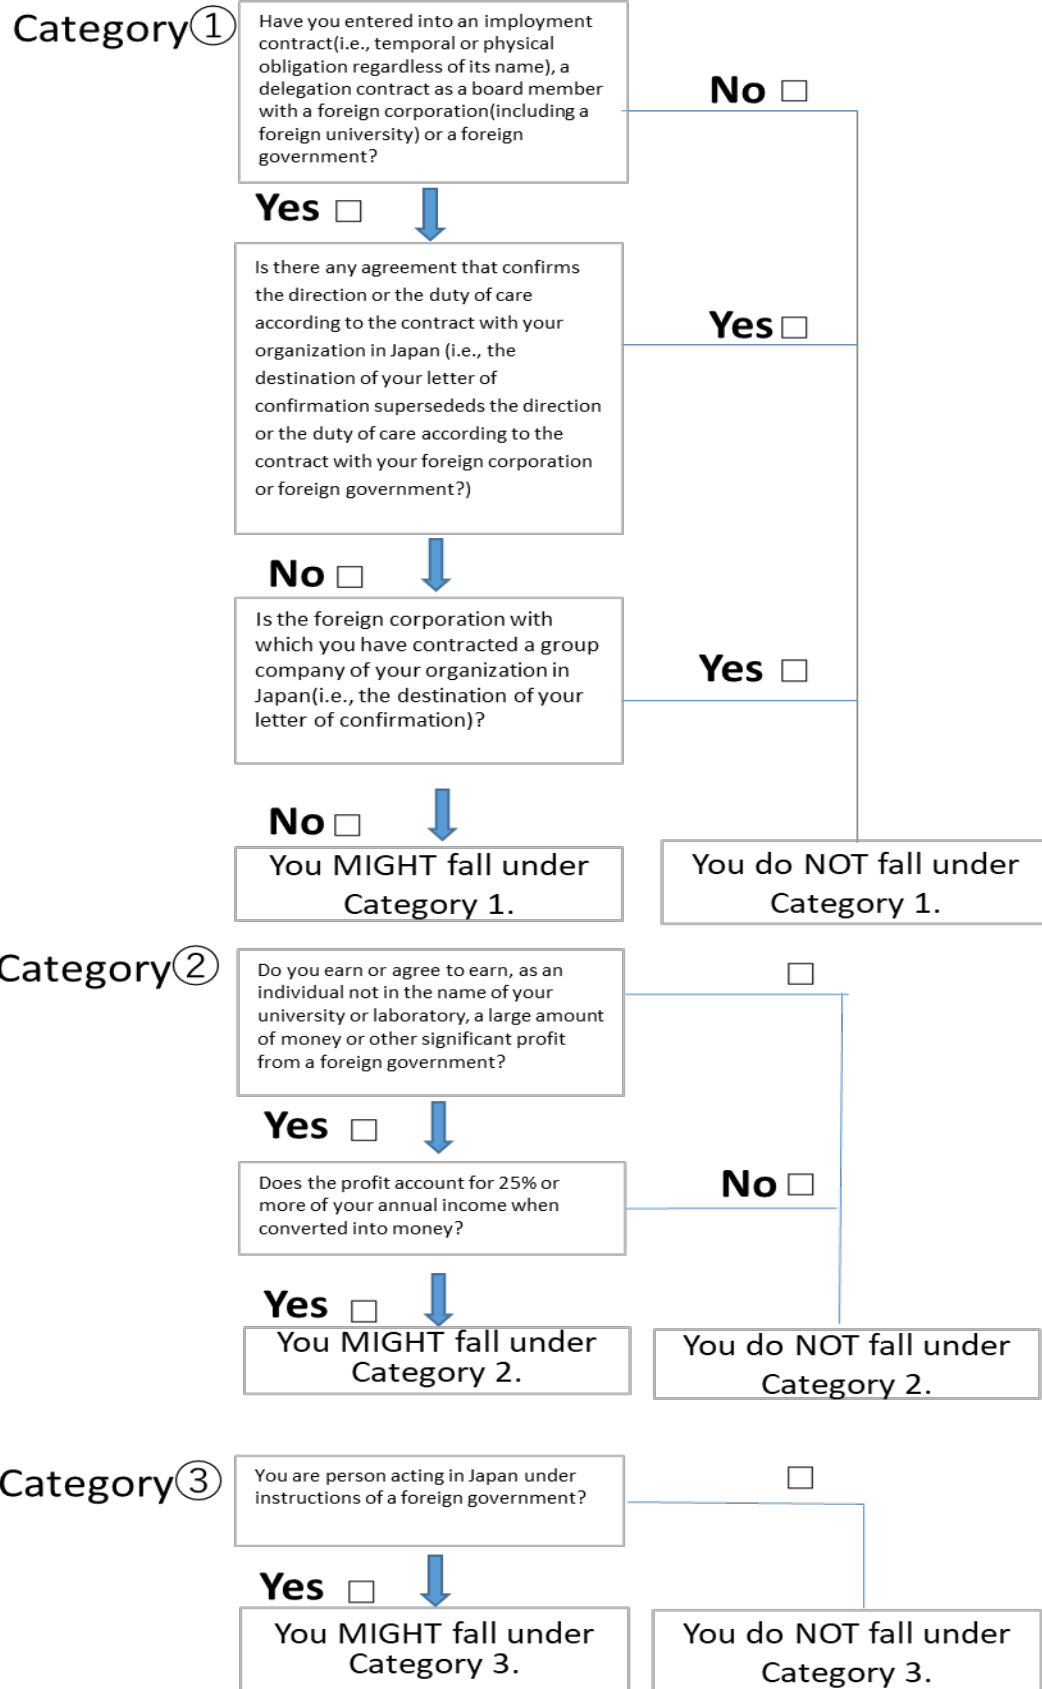 Category①
Have you entered into an imployment
contract(i.e., temporal or physical
obligation regardless of its name), a
delegation contract as a board member
with a foreign corporation(including a
foreign university) or a foreign
government?
No □
Yes □
Is there any agreement that confirms
the direction or the duty of care
according to the contract with your
organization in Japan (i.e., the
destination of your letter of
confirmation supersededs the direction
or the duty of care according to the
contract with your foreign corporation
or foreign government?)
Yes □
No □
Is the foreign corporation with
which you have contracted a group
company of your organization in
Japan(i.e., the destination of your
letter of confirmation)?
Yes □
No □
You MIGHT fall under
Category 1.
You do NOT fall under
Category 1.
Category②
Do you earn or agree to earn, as an
individual not in the name of your
university or laboratory, a large amount
of money or other significant profit
from a foreign government?
□
Yes □
Does the profit account for 25% or
more of your annual income when
converted into money?
No □
Yes □
You MIGHT fall under
Category 2.
You do NOT fall under
Category 2.
Category③
You are person acting in Japan under
instructions of a foreign government?
□
Yes □
You MIGHT fall under
Category 3.
You do NOT fall under
Category 3.